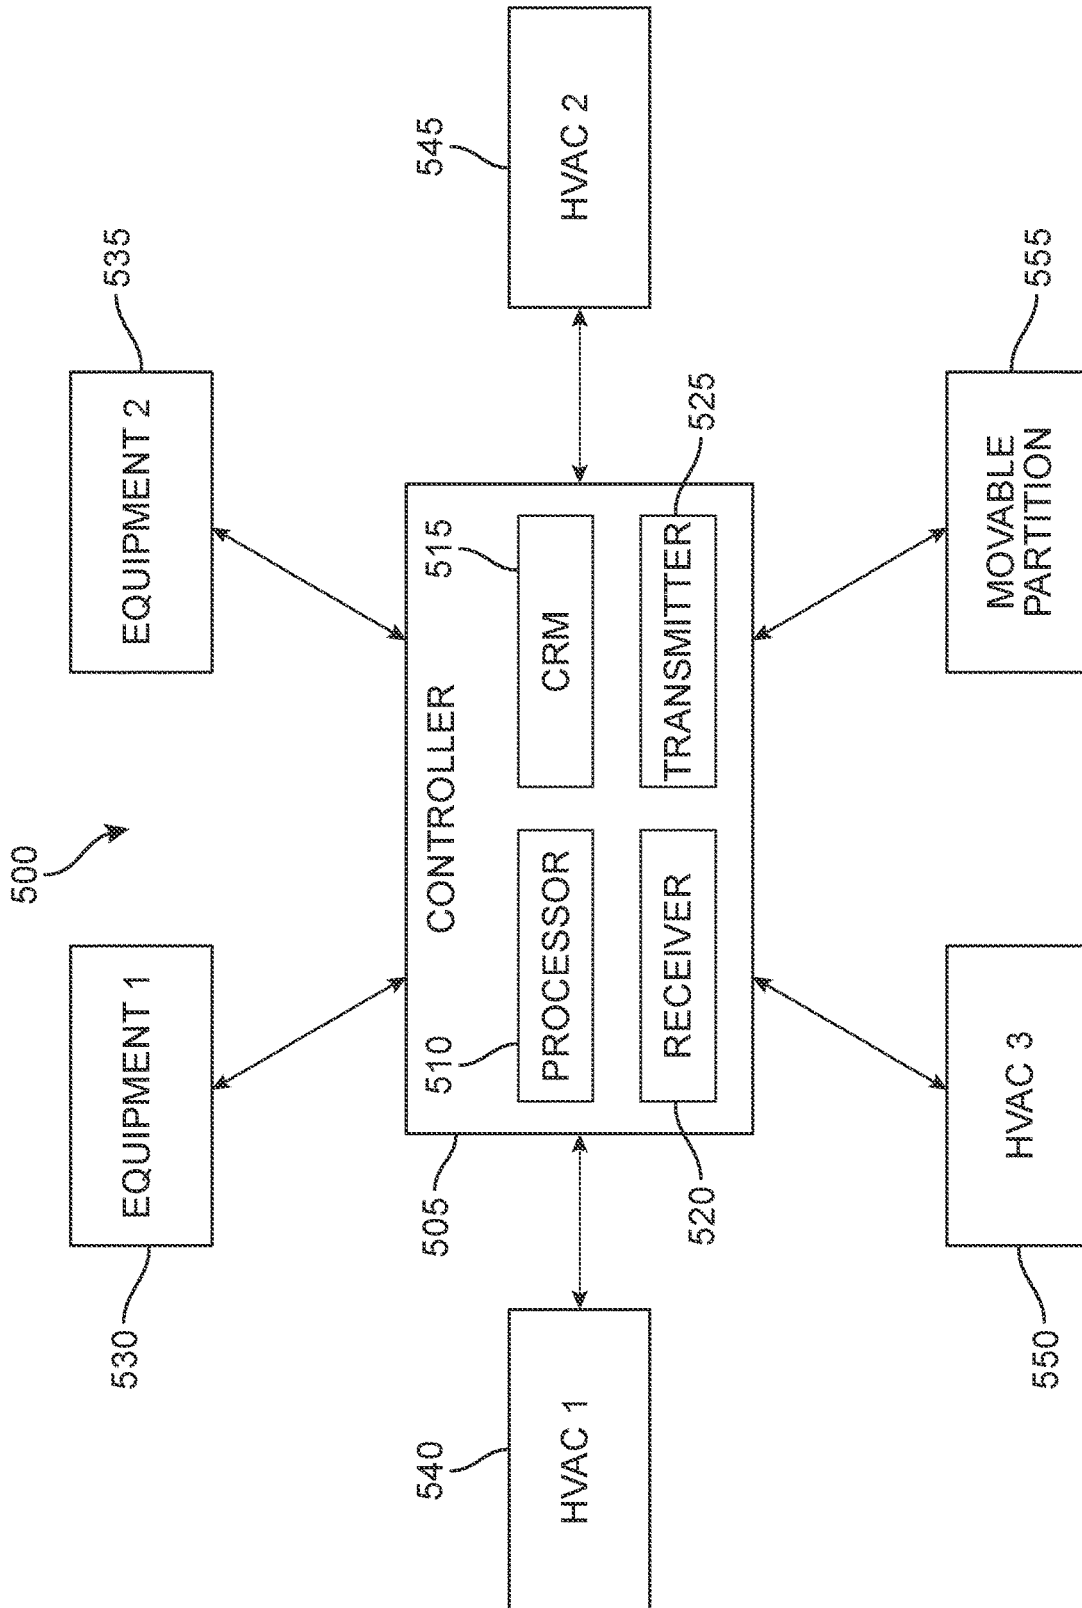 500
EQUIPMENT 1
530
EQUIPMENT 2
535
HVAC 1
540
CONTROLLER
505
510
PROCESSOR
515
CRM
RECEIVER
520
TRANSMITTER
525
HVAC 2
545
HVAC 3
550
MOVABLE
PARTITION
555